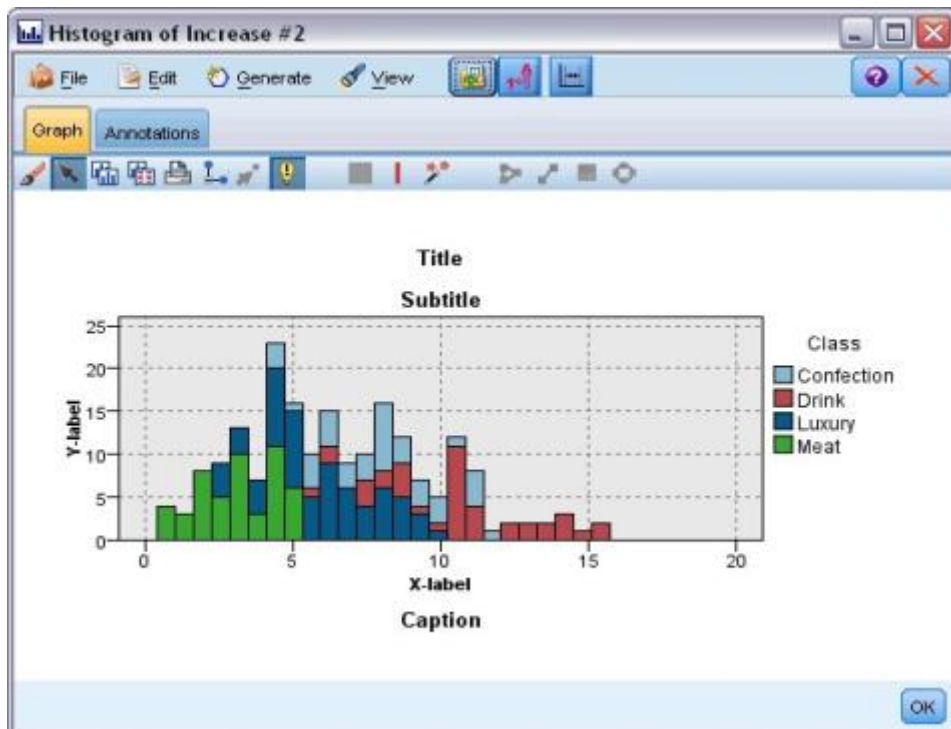 Histogram of Increase #2
File Edit Generate View
Graph Annotations
Title
Subtitle
25
20
15
10
5
0
Y-label
0 5 10 15 20
X-label
Caption
Class
Confection
Drink
Luxury
Meat
OK